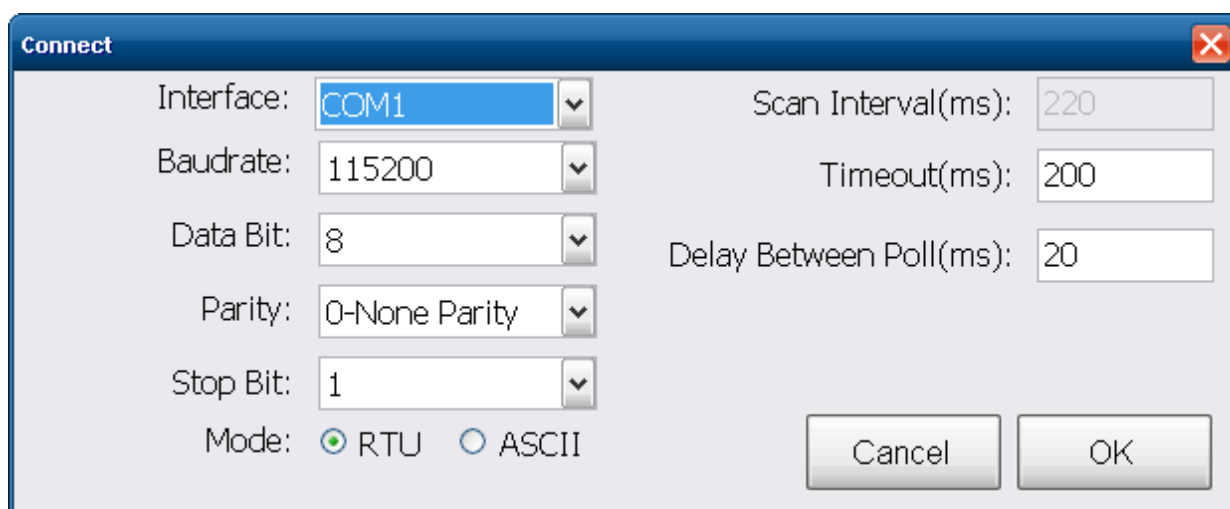 Connect
Interface: COM1
Scan Interval(ms): 220
Baudrate: 115200
Timeout(ms): 200
Data Bit: 8
Delay Between Poll(ms): 20
Parity: 0-None Parity
Stop Bit: 1
Mode: RTU ASCII
Cancel OK